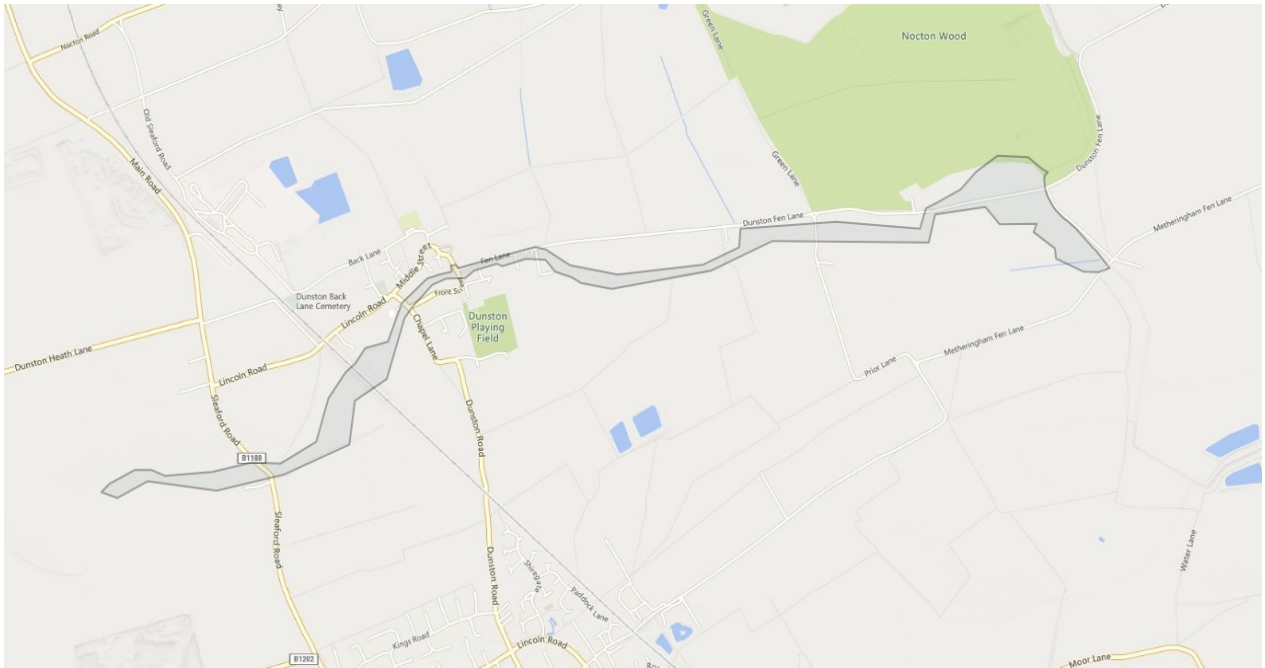 Nocton Road
ay
Green Lane
Nocton Wood
Old Sleaford Road
Main Road
Dunston Fen Lane
Green Lane
Dunston Fen Lane
Metheringham Fen Lane
Fen Lane
Back Lane
Middle Street
Dunston Back
Lane Cemetery
Front S
Lincoln Road
Dunston
Playing
Field
Chapel Lane
Metheringham Fen Lane
Dunston Heath Lane
Prior Lane
Lincoln Road
Sleaford Road
Dunston Road
B1188
Sleaford Road
Water Lane
Dunston Road
Shiregate
Paddock Lane
Kings Road
Lincoln Road
B1202
Moor Lane